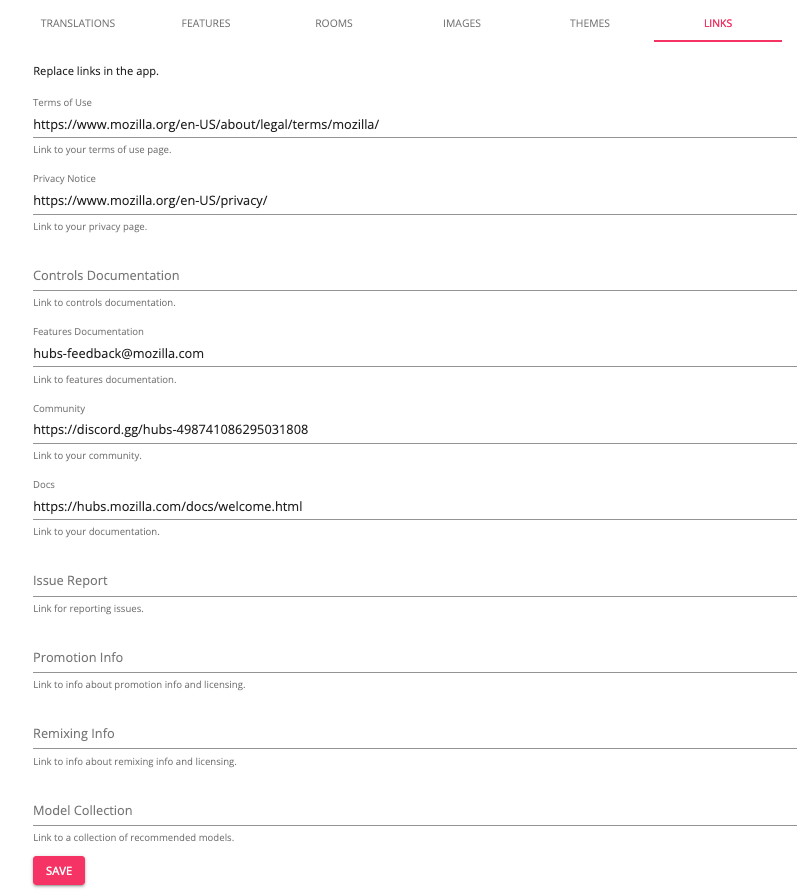 TRANSLATIONS FEATURES ROOMS IMAGES THEMES LINKS
Replace links in the app.
Terms of Use
https://www.mozilla.org/en-US/about/legal/terms/mozilla/
Link to your terms of use page.
Privacy Notice
https://www.mozilla.org/en-US/privacy/
Link to your privacy page.
Controls Documentation
Link to controls documentation.
Features Documentation
hubs-feedback@mozilla.com
Link to features documentation.
Community
https://discord.gg/hubs-498741086295031808
Link to your community.
Docs
https://hubs.mozilla.com/docs/welcome.html
Link to your documentation.
Issue Report
Link for reporting issues.
Promotion Info
Link to info about promotion info and licensing.
Remixing Info
Link to info about remixing info and licensing.
Model Collection
Link to a collection of recommended models.
SAVE